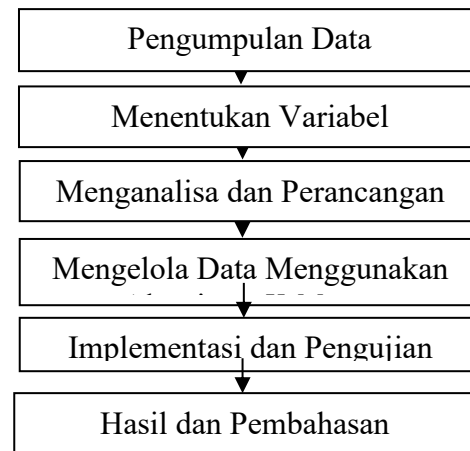 Pengumpulan Data
Menentukan Variabel
Menganalisa dan Perancangan
Mengelola Data Menggunakan
Implementasi dan Pengujian
Hasil dan Pembahasan